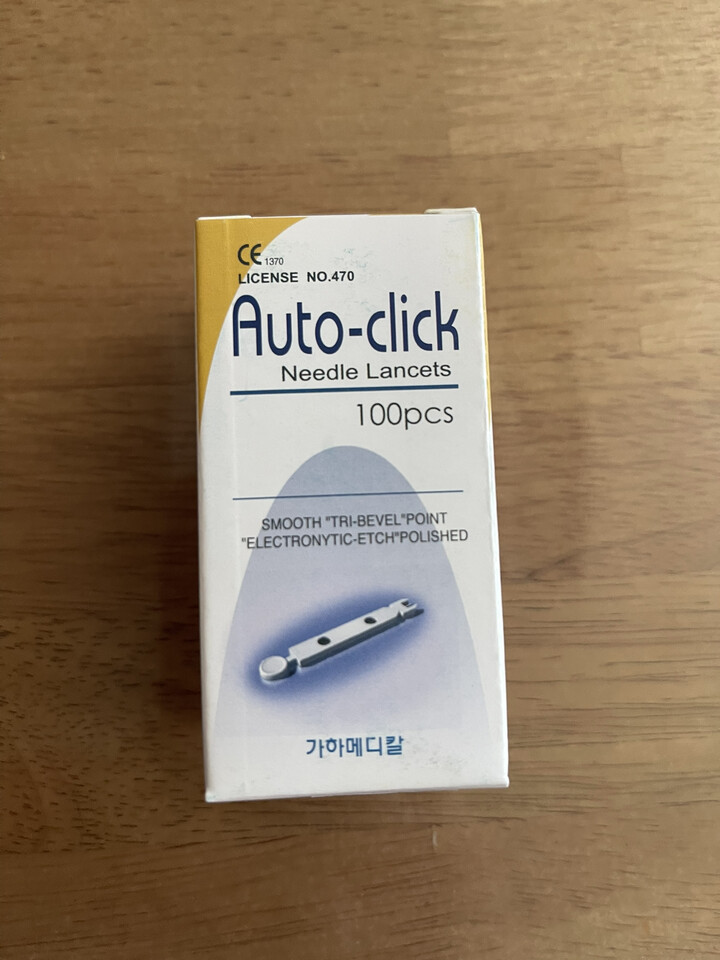 CE 1370
LICENSE NO.470
Auto-click
Needle Lancets
100pcs
SMOOTH "TRI-BEVEL"POINT
"ELECTRONYTIC-ETCH"POLISHED
가하메디칼